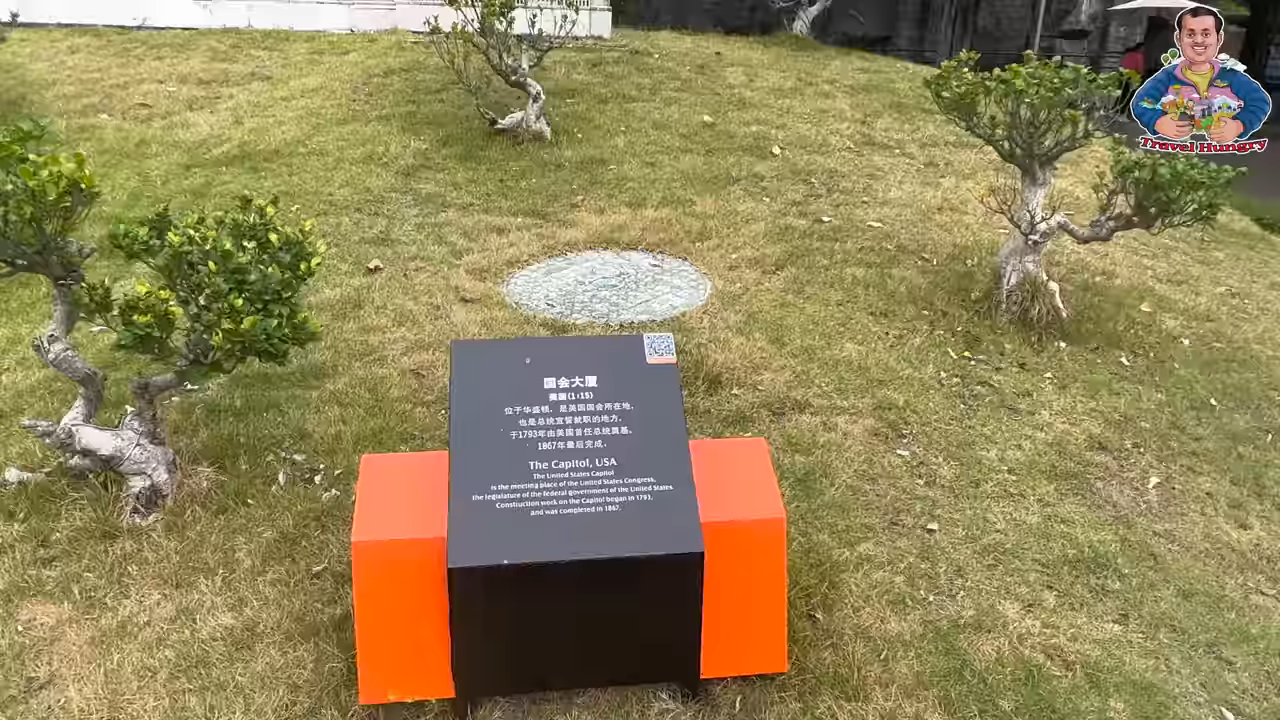 Travel Hungry
国会大厦
美国(1:15)
位于华盛顿，是美国国会所在地，
也是总统宣誓就职的地方。
于1793年由美国首任总统奠基，
1867年最后完成。
The Capitol, USA
The United States Capitol
is the meeting place of the United States Congress,
the legislature of the federal government of the United States.
Construction work on the Capitol began in 1793,
and was completed in 1867.